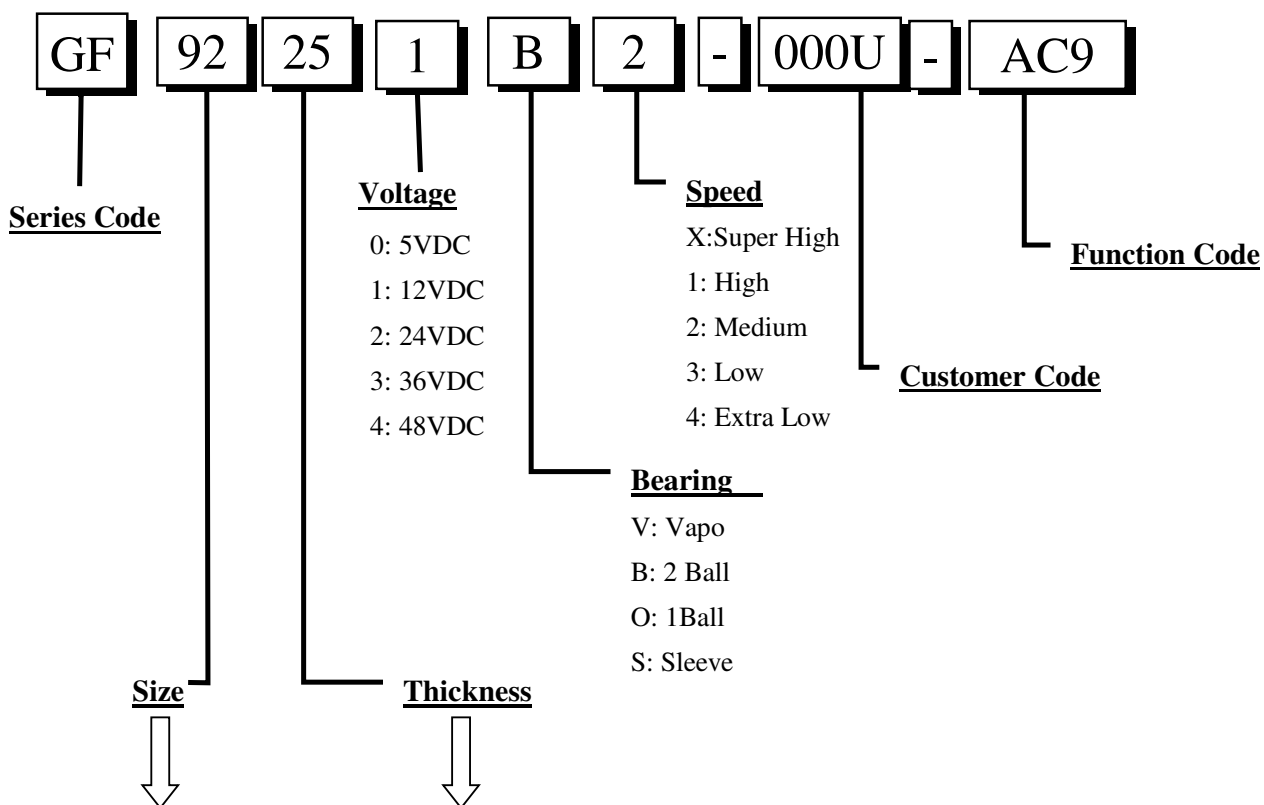 GF 92 25 1 B 2 - 000U - AC9
Series Code
Voltage
0: 5VDC
1: 12VDC
2: 24VDC
3: 36VDC
4: 48VDC
Speed
X:Super High
1: High
2: Medium
3: Low
4: Extra Low
Function Code
Customer Code
Bearing
V: Vapo
B: 2 Ball
O: 1Ball
S: Sleeve
Size
Thickness